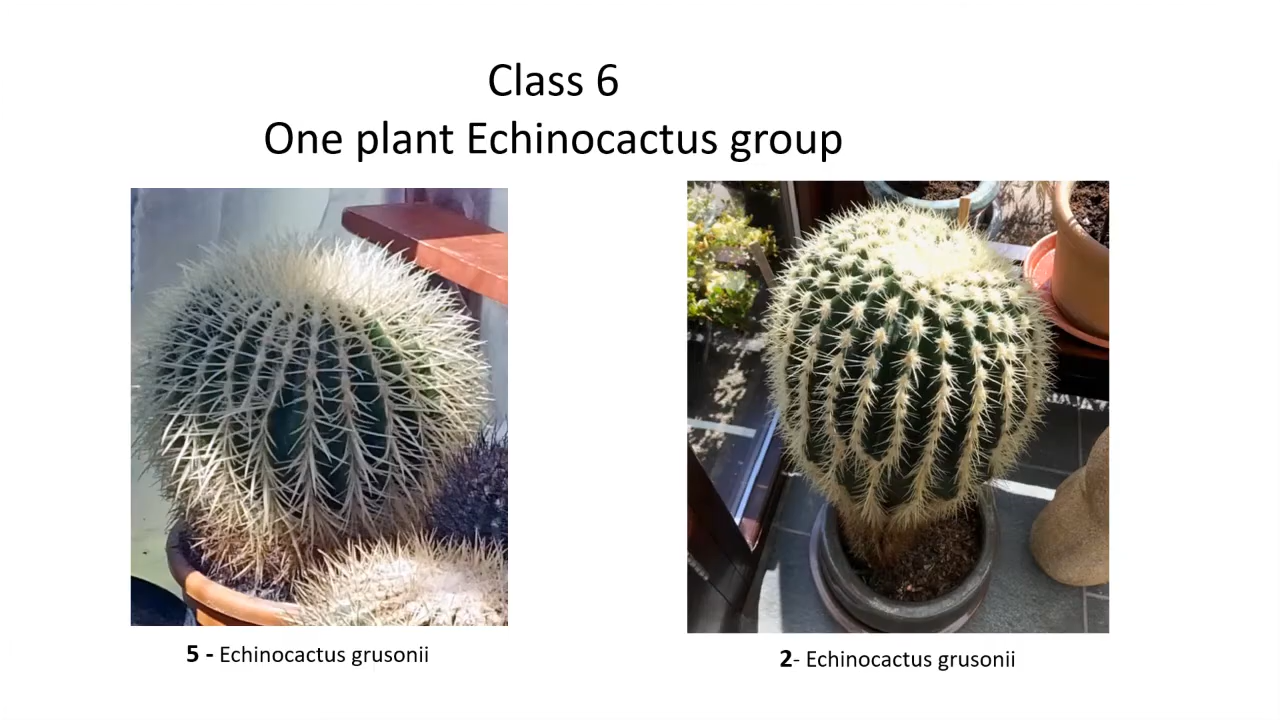 Class 6
One plant Echinocactus group
5 - Echinocactus grusonii
2- Echinocactus grusonii